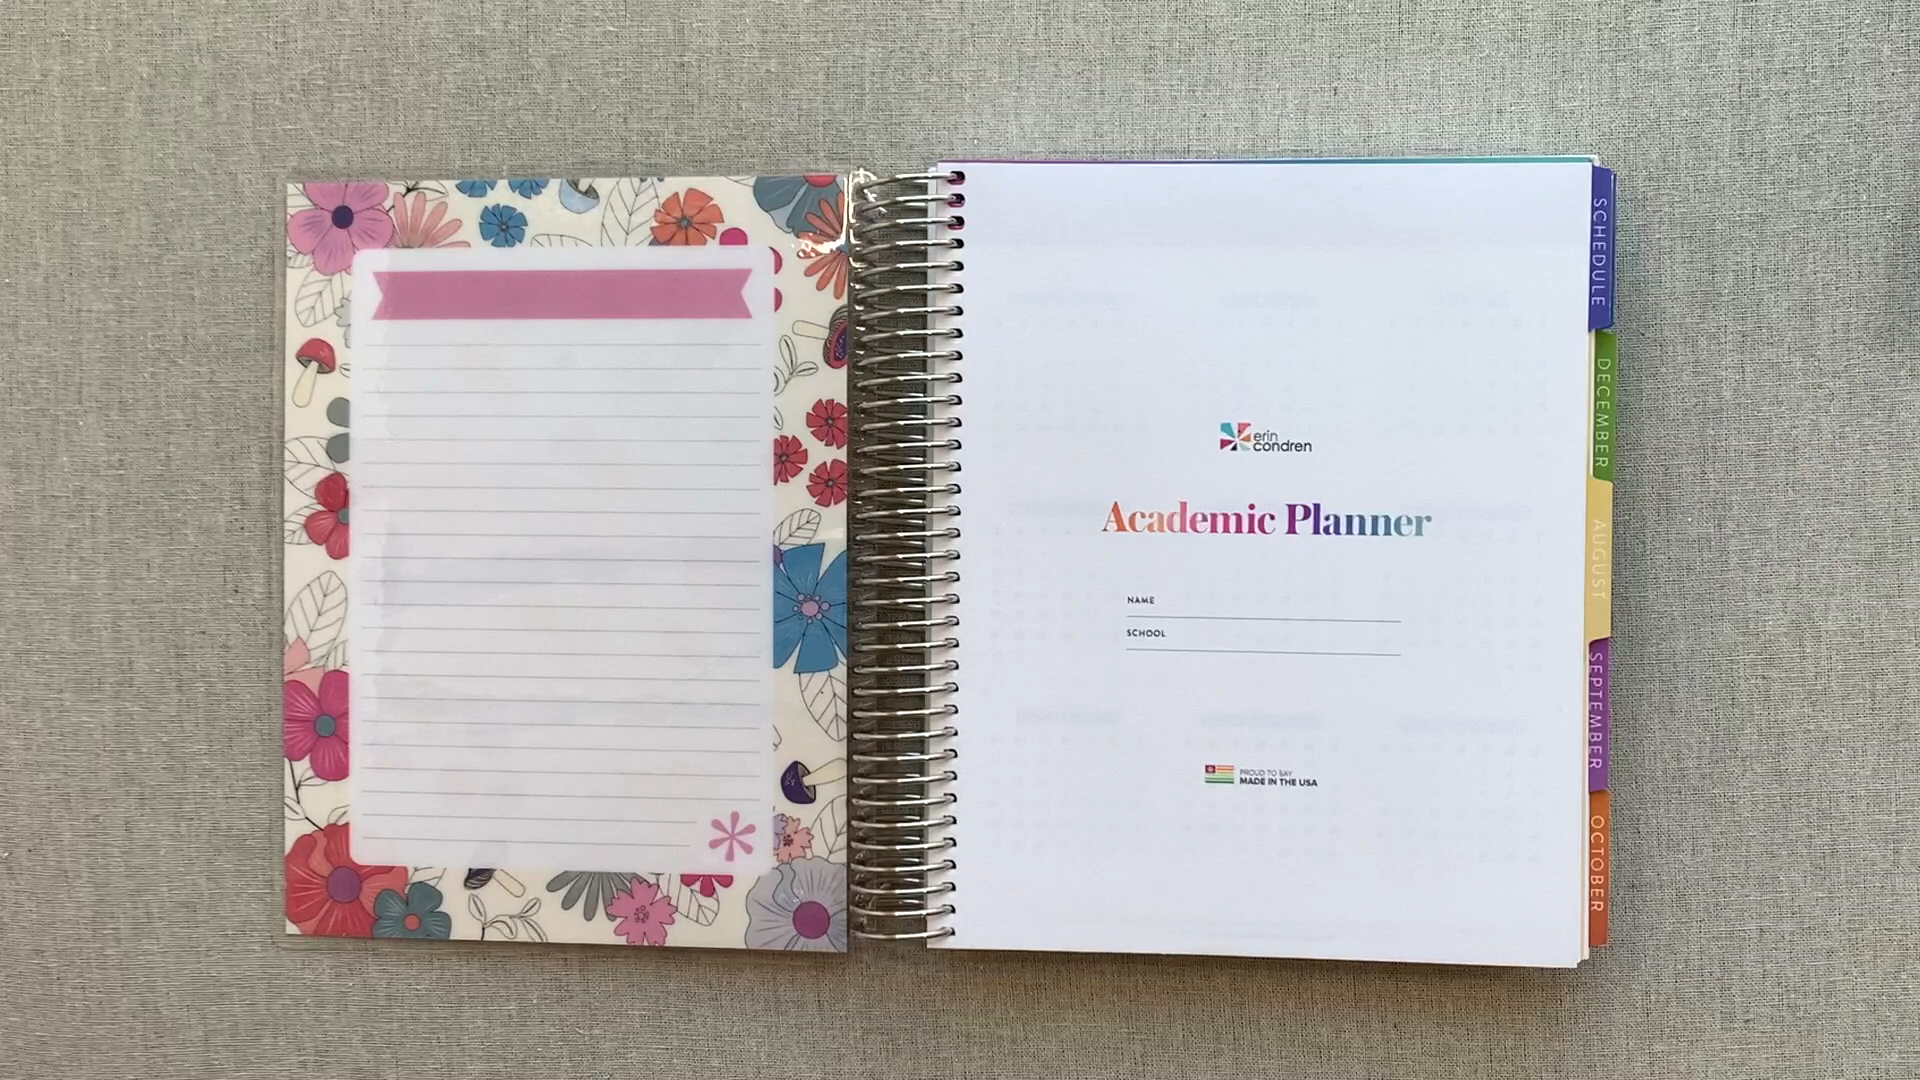 erin
condren
Academic Planner
NAME
SCHOOL
PROUD TO SAY
MADE IN THE USA
SCHEDULE
DECEMBER
AUGUST
SEPTEMBER
OCTOBER